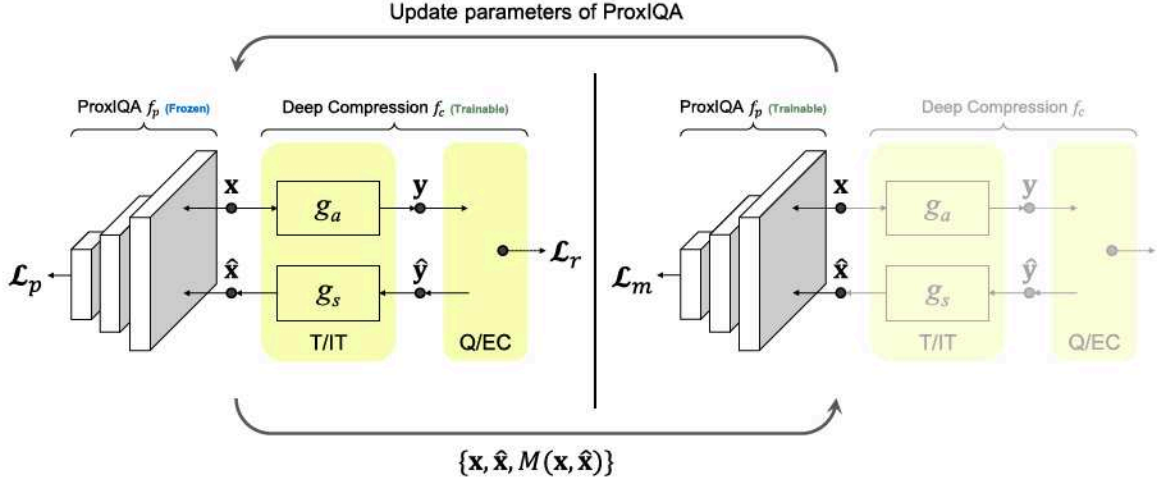 Update parameters of ProxIQA
ProxIQA f_p (Frozen)
Deep Compression f_c (Trainable)
x
g_a
y
ℒ_p
x̂
g_s
ŷ
ℒ_r
T/IT
Q/EC
ProxIQA f_p (Trainable)
Deep Compression f_c
x
g_a
y
ℒ_m
x̂
g_s
ŷ
T/IT
Q/EC
{x, x̂, M(x, x̂)}